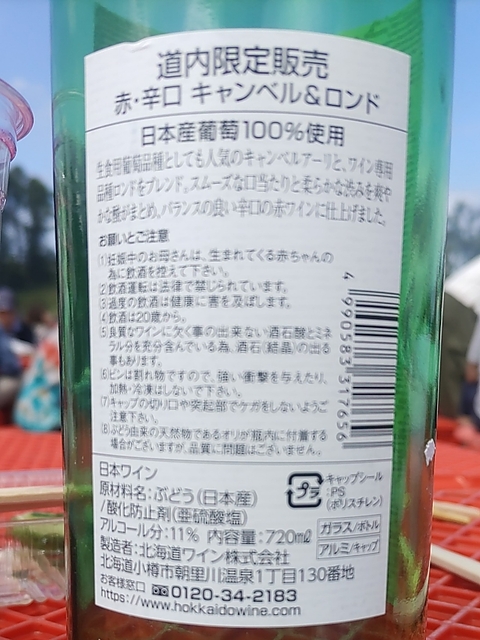 道内限定販売
赤・辛口 キャンベル&ロンド
日本産葡萄100%使用
生食用葡萄品種としても人気のキャンベルアーリと、ワイン専用
品種ロンドをブレンド。スムーズな口当たりと柔らかな渋みを爽や
かな酸がまとめ、バランスの良い辛口の赤ワインに仕上げました。
お願いとご注意
(1)妊娠中のお母さんは、生まれてくる赤ちゃんの
為に飲酒を控えて下さい。
(2)飲酒運転は法律で禁じられています。
(3)過度の飲酒は健康に害を及ぼします。
(4)飲酒は20歳から。
(5)良質なワインに欠く事の出来ない酒石酸とミネ
ラル分を充分含んでいる為、酒石(結晶)の出る
事もあります。
(6)ビンは割れ物ですので、強い衝撃を与えたり、
加熱・冷凍はしないで下さい。
(7)キャップの切り口や突起部でケガをしないようご
注意下さい。
(8)ぶどう由来の天然物であるオリが瓶内に付着する
場合がございますが、品質に問題はございません。
4 990583 317656
日本ワイン
原材料名:ぶどう(日本産)
/酸化防止剤(亜硫酸塩)
アルコール分:11% 内容量:720mℓ
製造者:北海道ワイン株式会社
北海道小樽市朝里川温泉1丁目130番地
お客様窓口 0120-34-2183
https://www.hokkaidowine.com
プラ
キャップシール
:PS
(ポリスチレン)
ガラス/ボトル
アルミ/キャップ